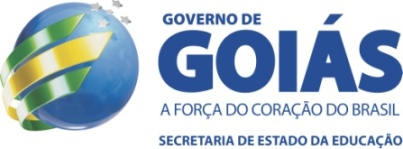 GOVERNO DE
GOIÁS
A FORÇA DO CORAÇÃO DO BRASIL
SECRETARIA DE ESTADO DA EDUCAÇÃO